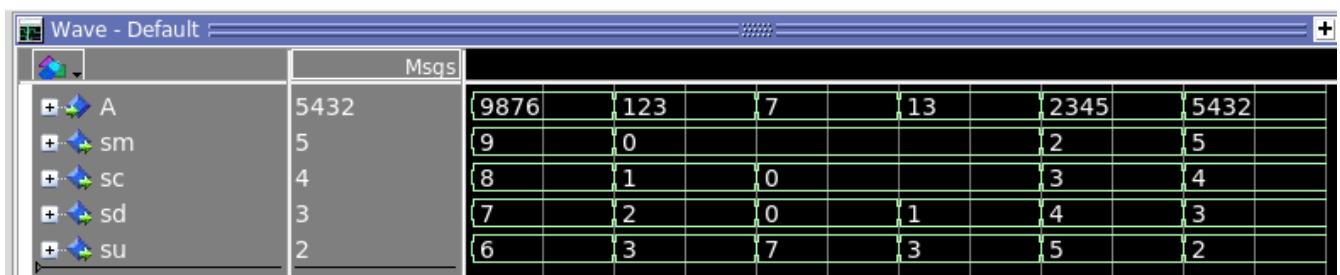 Wave - Default
Msgs
A 5432 9876 123 7 13 2345 5432
sm 5 9 0 2 5
sc 4 8 1 0 3 4
sd 3 7 2 0 1 4 3
su 2 6 3 7 3 5 2